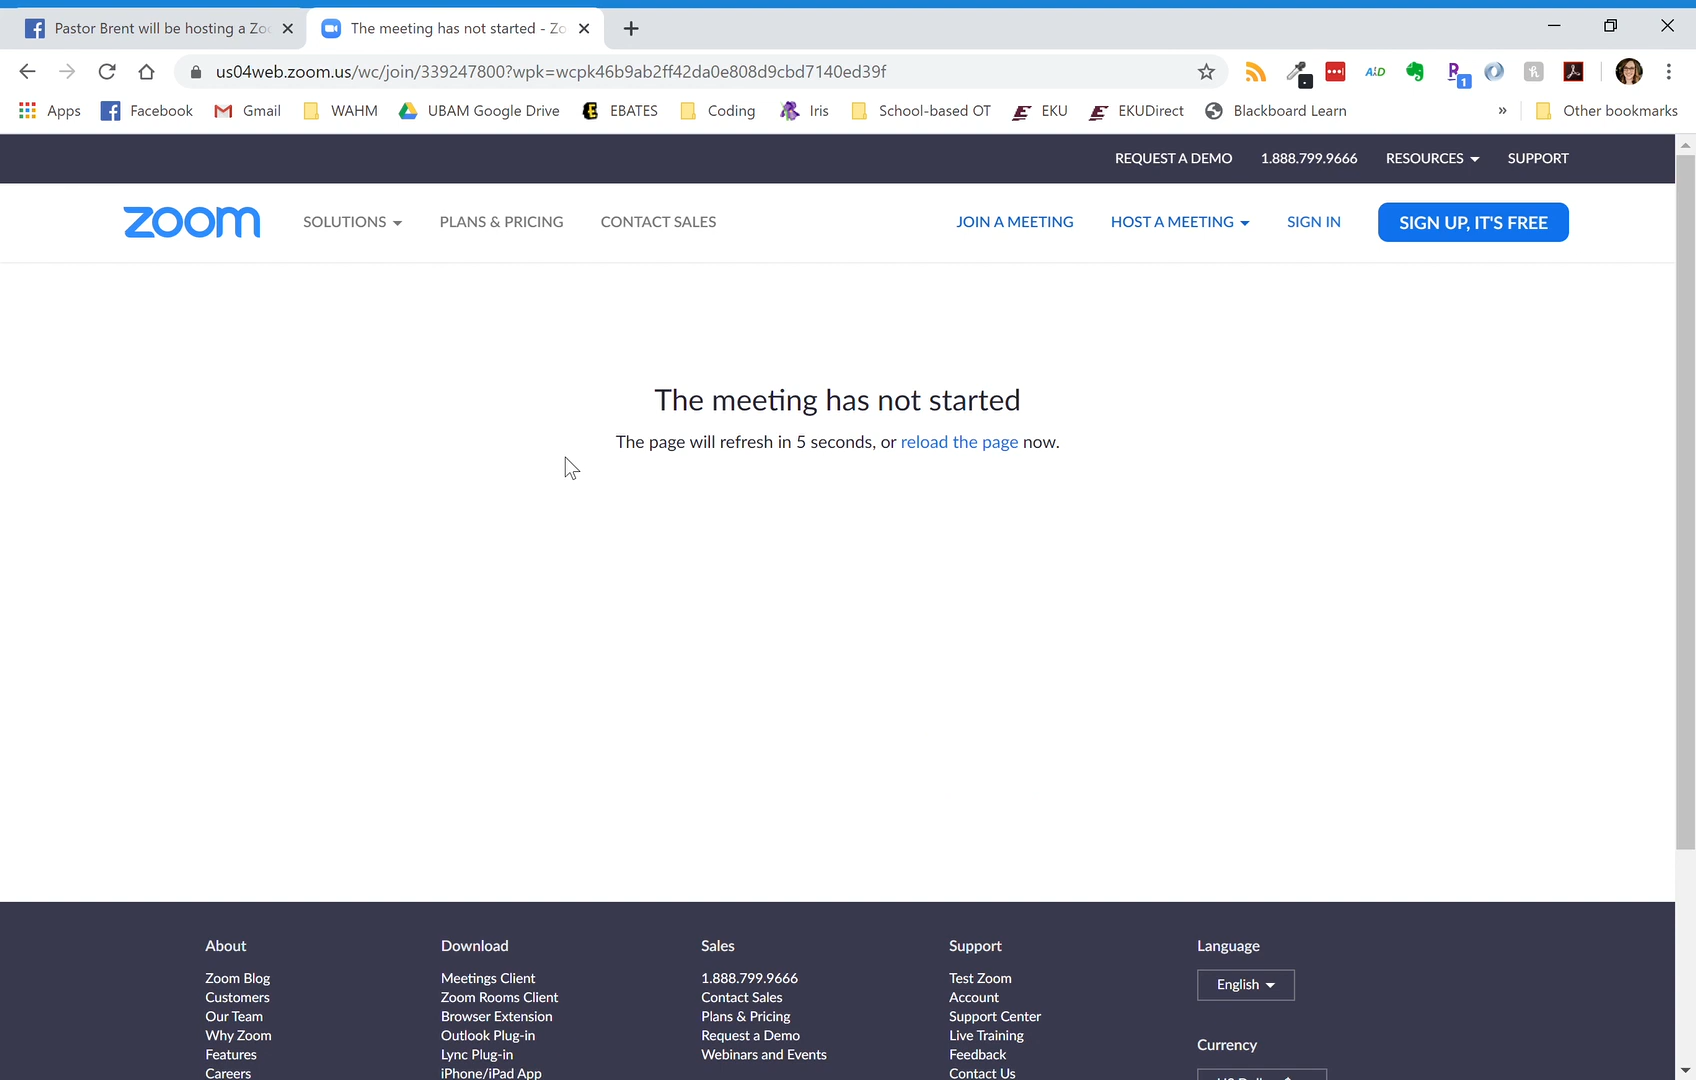 Pastor Brent will be hosting a Zoo
The meeting has not started - Zo
us04web.zoom.us/wc/join/339247800?wpk=wcpk46b9ab2ff42da0e808d9cbd7140ed39f
A&D
R 1
h
Apps Facebook Gmail WAHM UBAM Google Drive EBATES Coding Iris School-based OT EKU EKUDirect Blackboard Learn » Other bookmarks
REQUEST A DEMO 1.888.799.9666 RESOURCES SUPPORT
zoom SOLUTIONS PLANS & PRICING CONTACT SALES JOIN A MEETING HOST A MEETING SIGN IN SIGN UP, IT'S FREE
The meeting has not started
The page will refresh in 5 seconds, or reload the page now.
About
Zoom Blog
Customers
Our Team
Why Zoom
Features
Careers
Download
Meetings Client
Zoom Rooms Client
Browser Extension
Outlook Plug-in
Lync Plug-in
iPhone/iPad App
Sales
1.888.799.9666
Contact Sales
Plans & Pricing
Request a Demo
Webinars and Events
Support
Test Zoom
Account
Support Center
Live Training
Feedback
Contact Us
Language
English
Currency